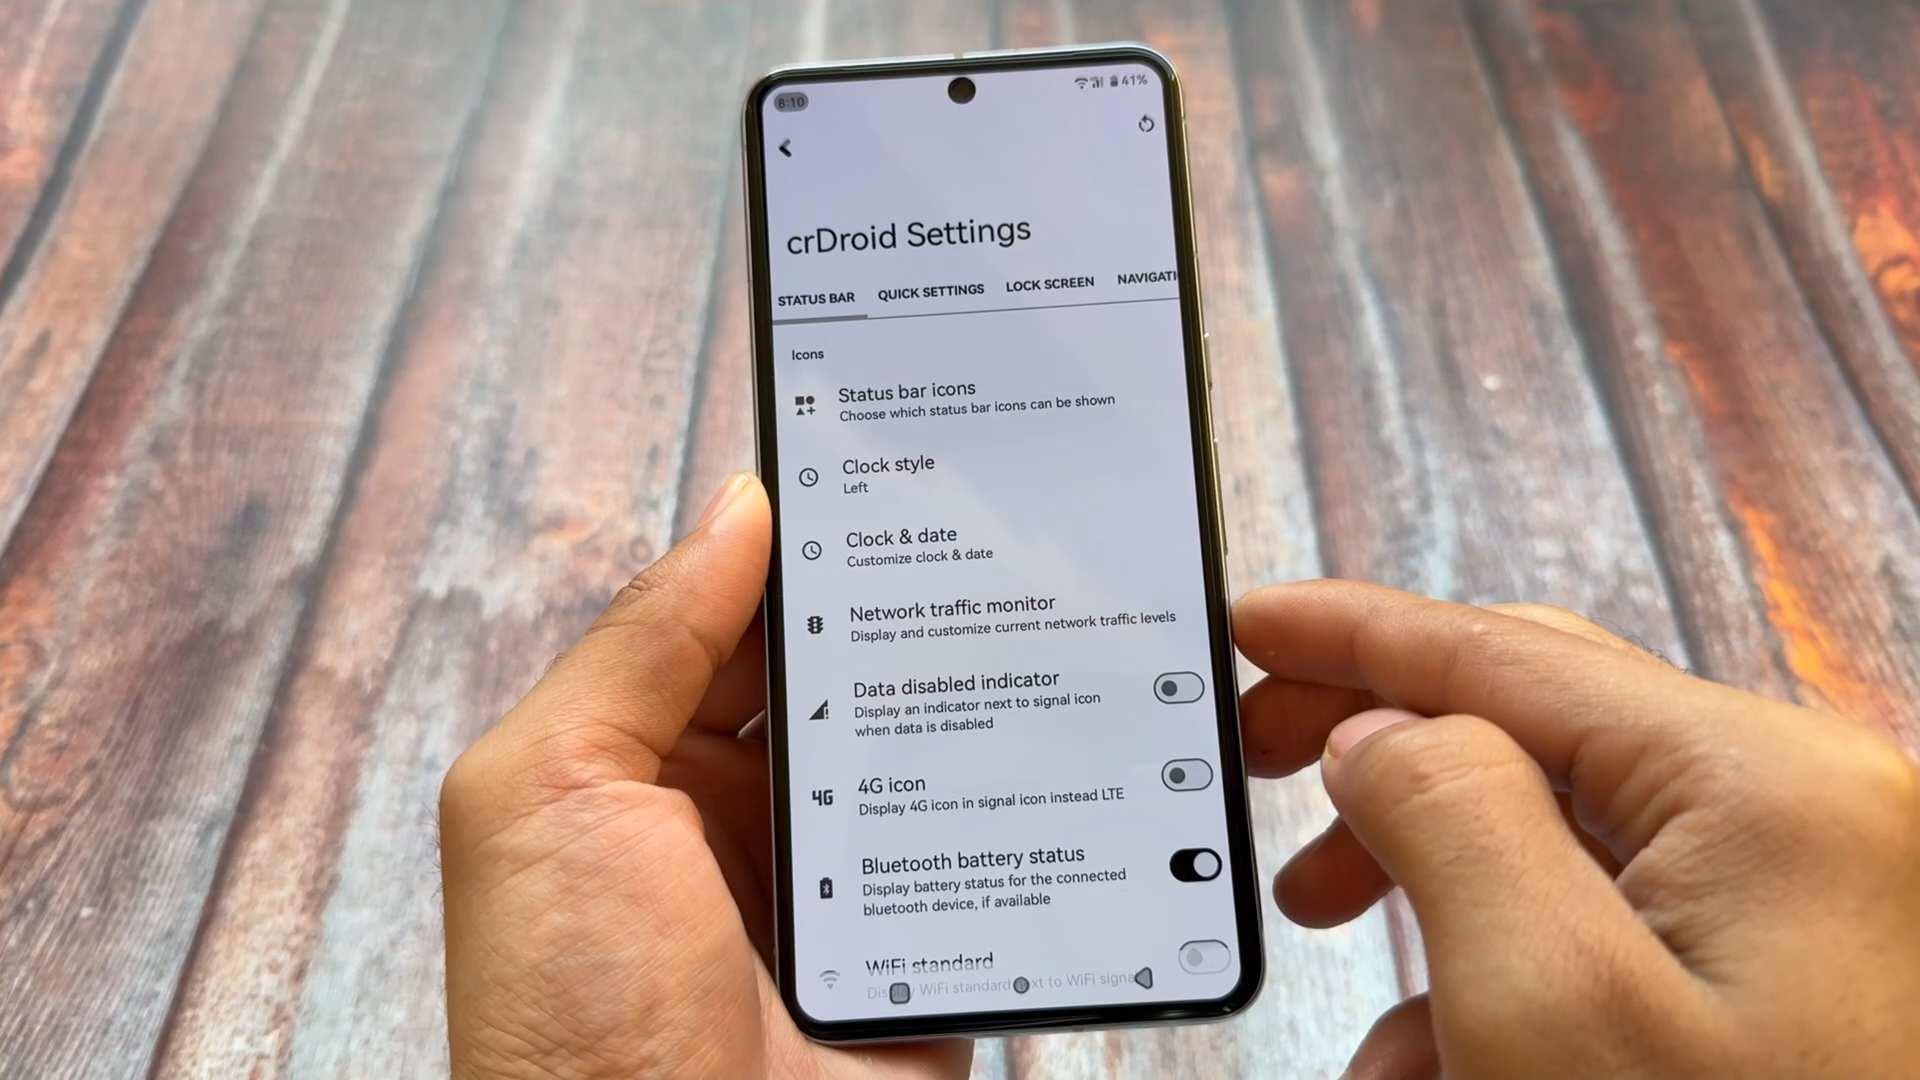 8:10
41%
crDroid Settings
STATUS BAR QUICK SETTINGS LOCK SCREEN NAVIGATI
Icons
Status bar icons
Choose which status bar icons can be shown
Clock style
Left
Clock & date
Customize clock & date
Network traffic monitor
Display and customize current network traffic levels
Data disabled indicator
Display an indicator next to signal icon
when data is disabled
4G
4G icon
Display 4G icon in signal icon instead LTE
Bluetooth battery status
Display battery status for the connected
bluetooth device, if available
WiFi standard
WiFi standard to WiFi